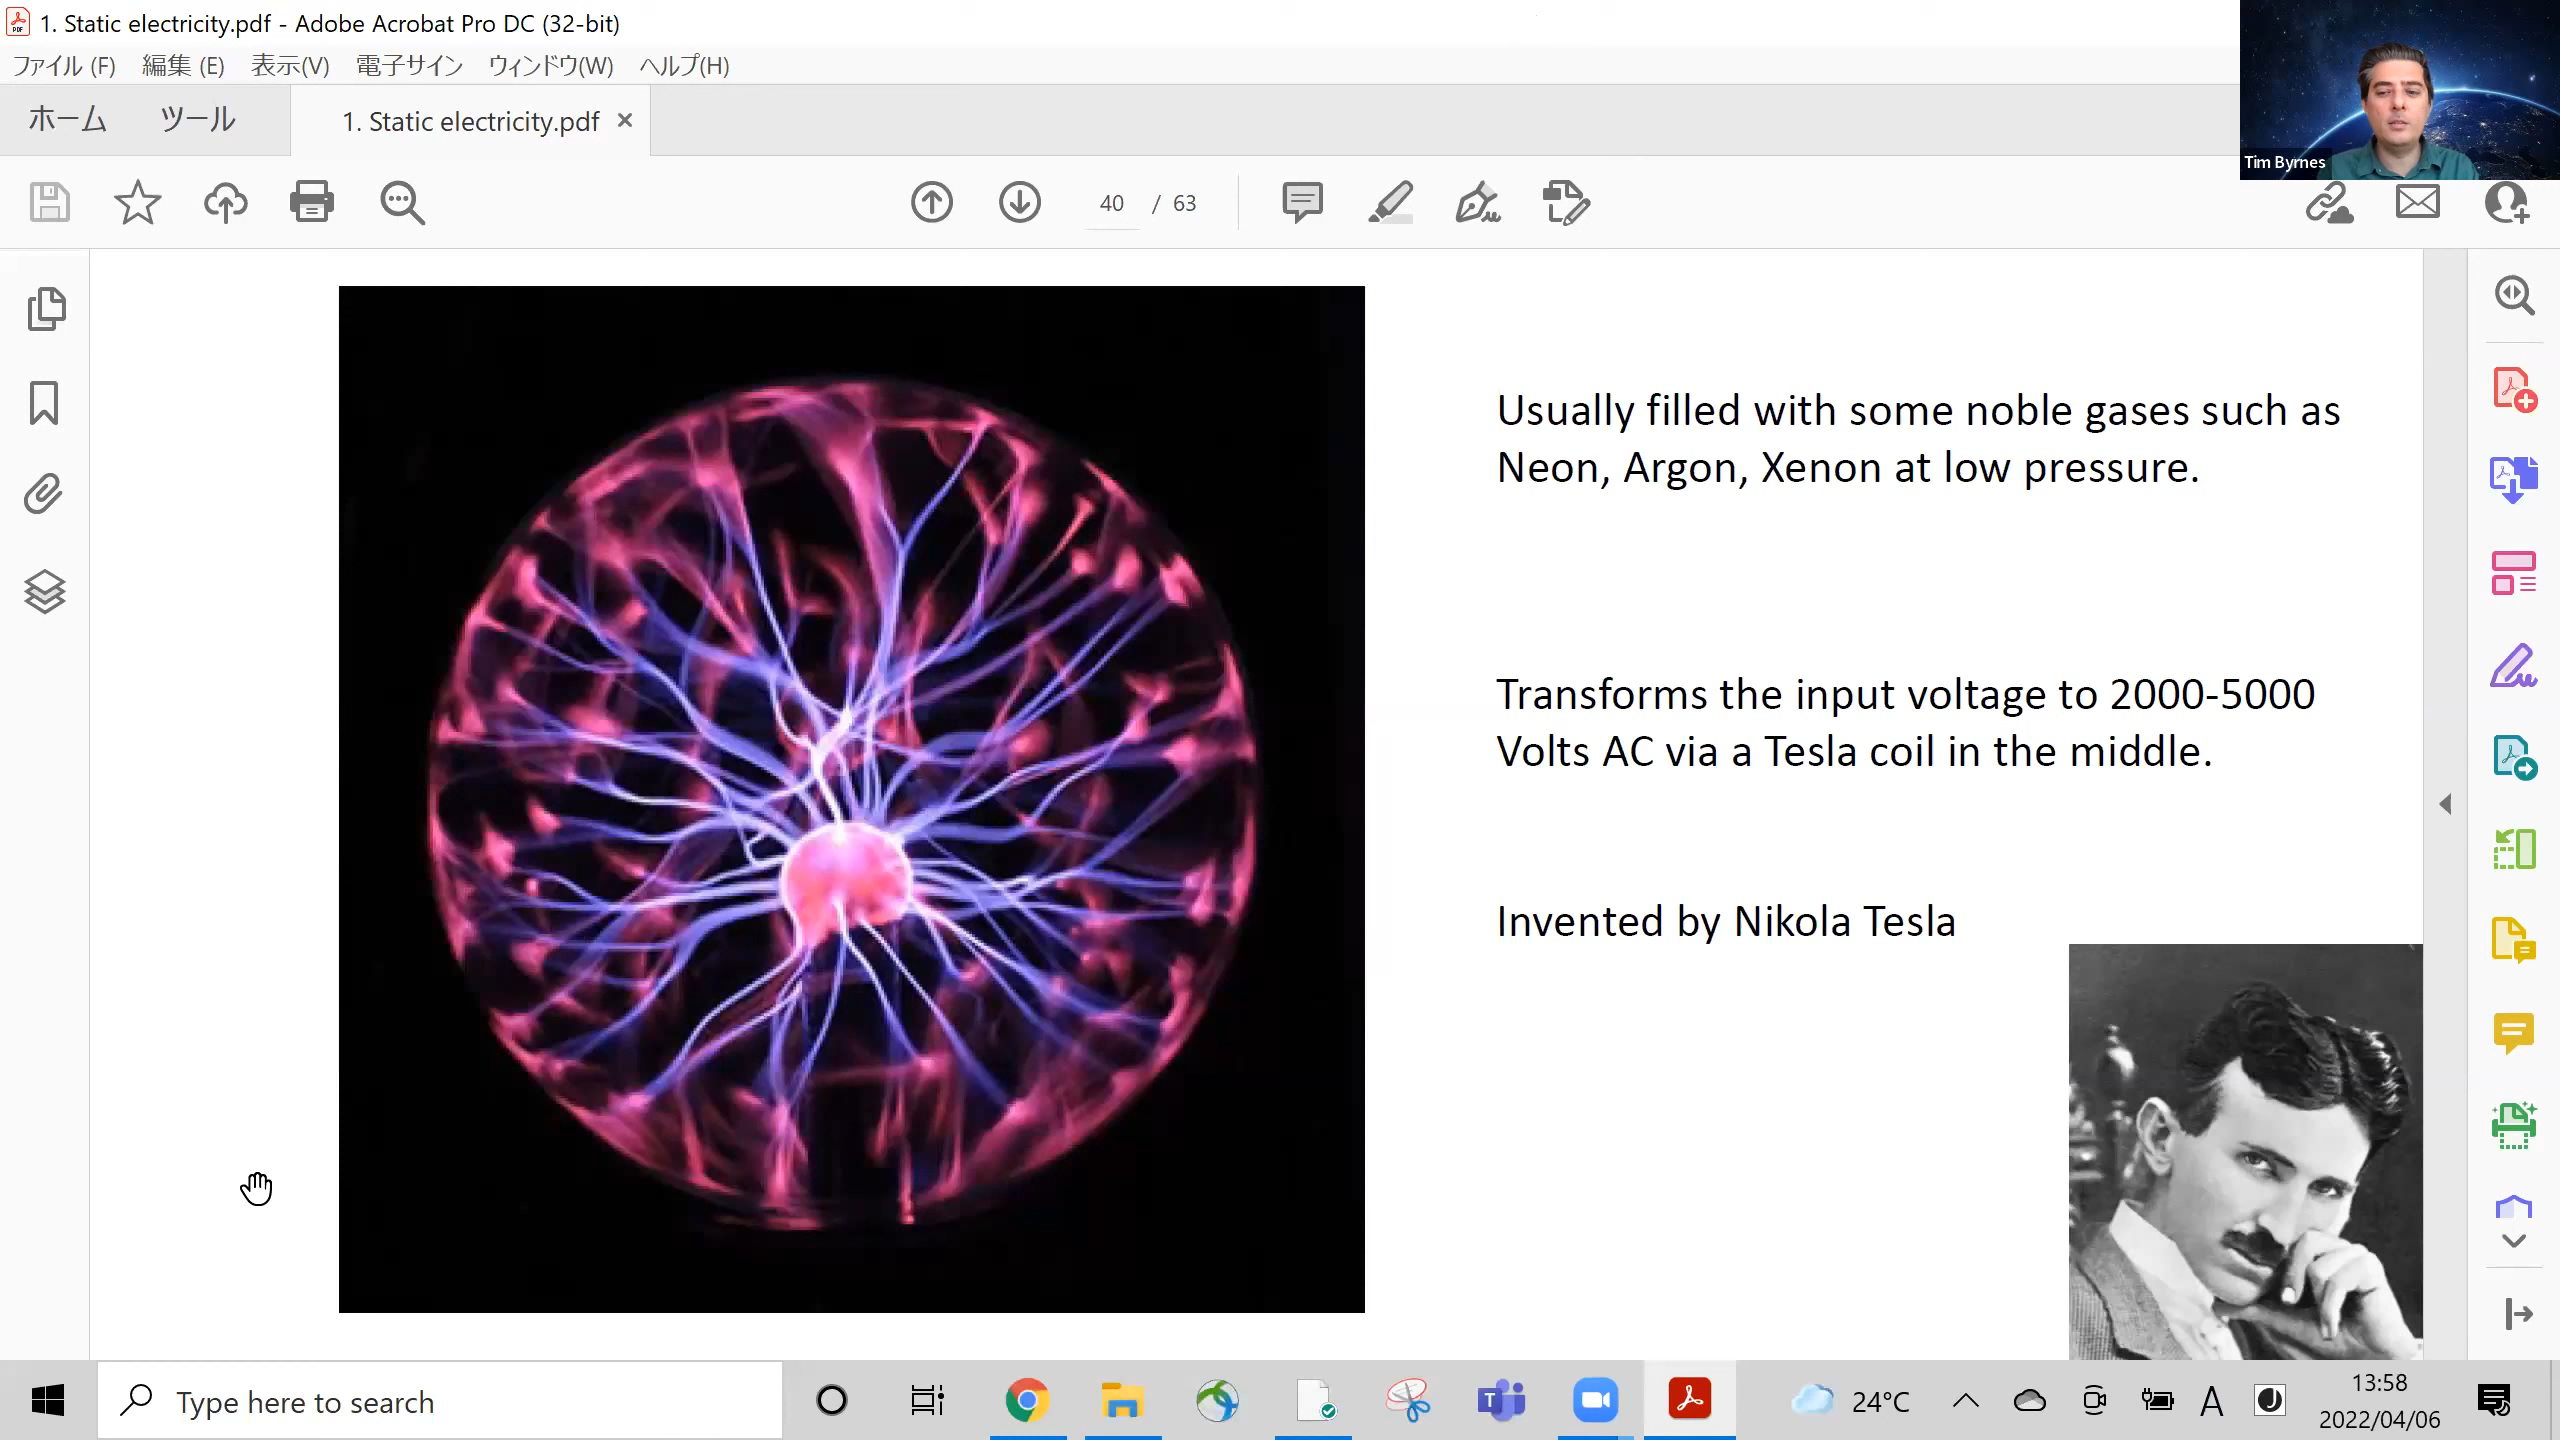 1. Static electricity.pdf - Adobe Acrobat Pro DC (32-bit)
ファイル (F) 編集 (E) 表示(V) 電子サイン ウィンドウ(W) ヘルプ(H)
ホーム ツール 1. Static electricity.pdf ×
Tim Byrnes
40 / 63
Usually filled with some noble gases such as
Neon, Argon, Xenon at low pressure.
Transforms the input voltage to 2000-5000
Volts AC via a Tesla coil in the middle.
Invented by Nikola Tesla
Type here to search
24°C
A
J
13:58
2022/04/06